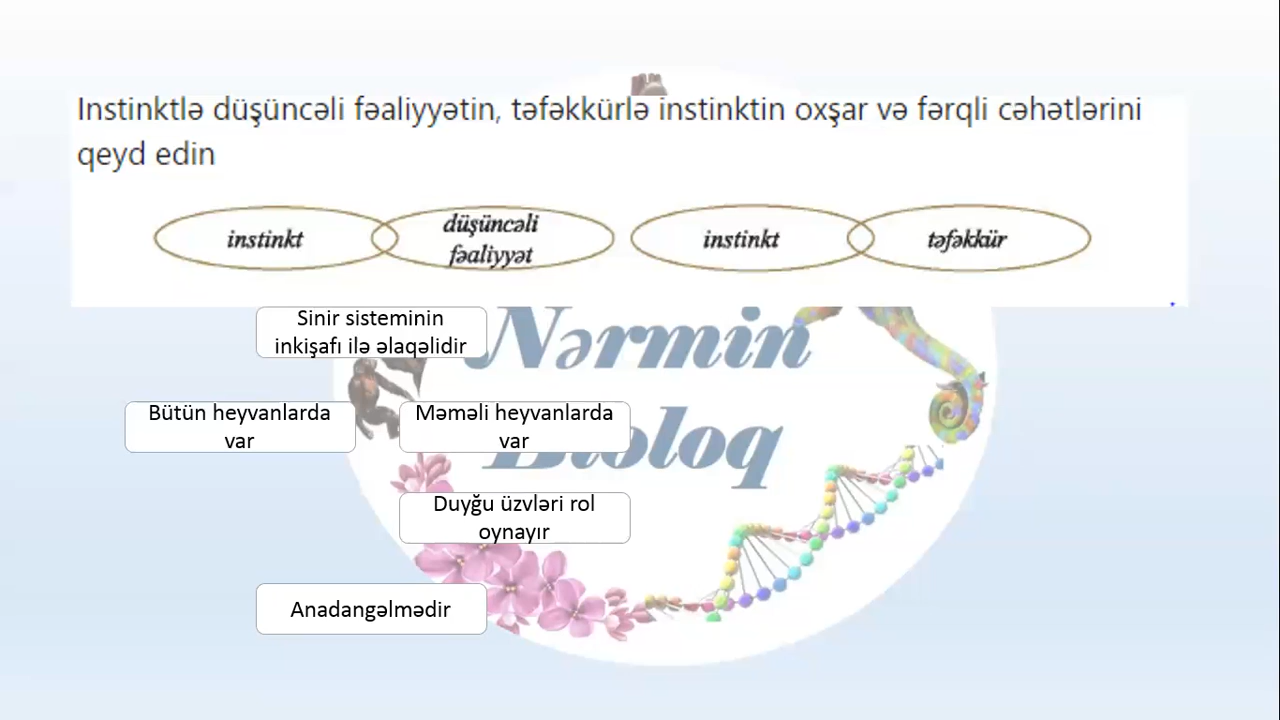 Instinktlə düşüncəli fəaliyyətin, təfəkkürlə instinktin oxşar və fərqli cəhətlərini
qeyd edin
instinkt
düşüncəli
fəaliyyət
instinkt
təfəkkür
Sinir sisteminin
inkişafı ilə əlaqəlidir
Nərmin
Bütün heyvanlarda
var
Məməli heyvanlarda
var
Bioloq
Duyğu üzvləri rol
oynayır
Anadangəlmədir